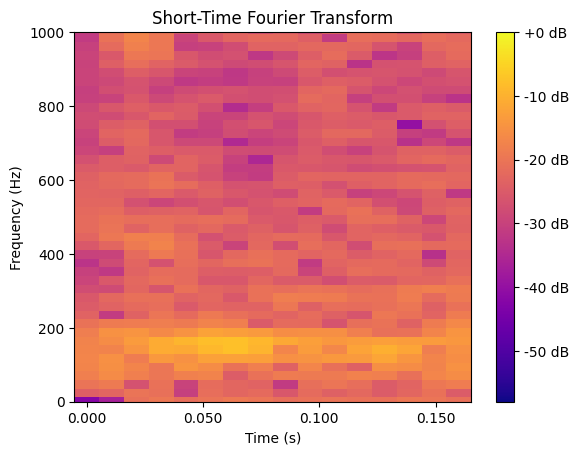 Short-Time Fourier Transform
Frequency (Hz)
1000
800
600
400
200
0
0.000
0.050
0.100
0.150
Time (s)
+0 dB
-10 dB
-20 dB
-30 dB
-40 dB
-50 dB